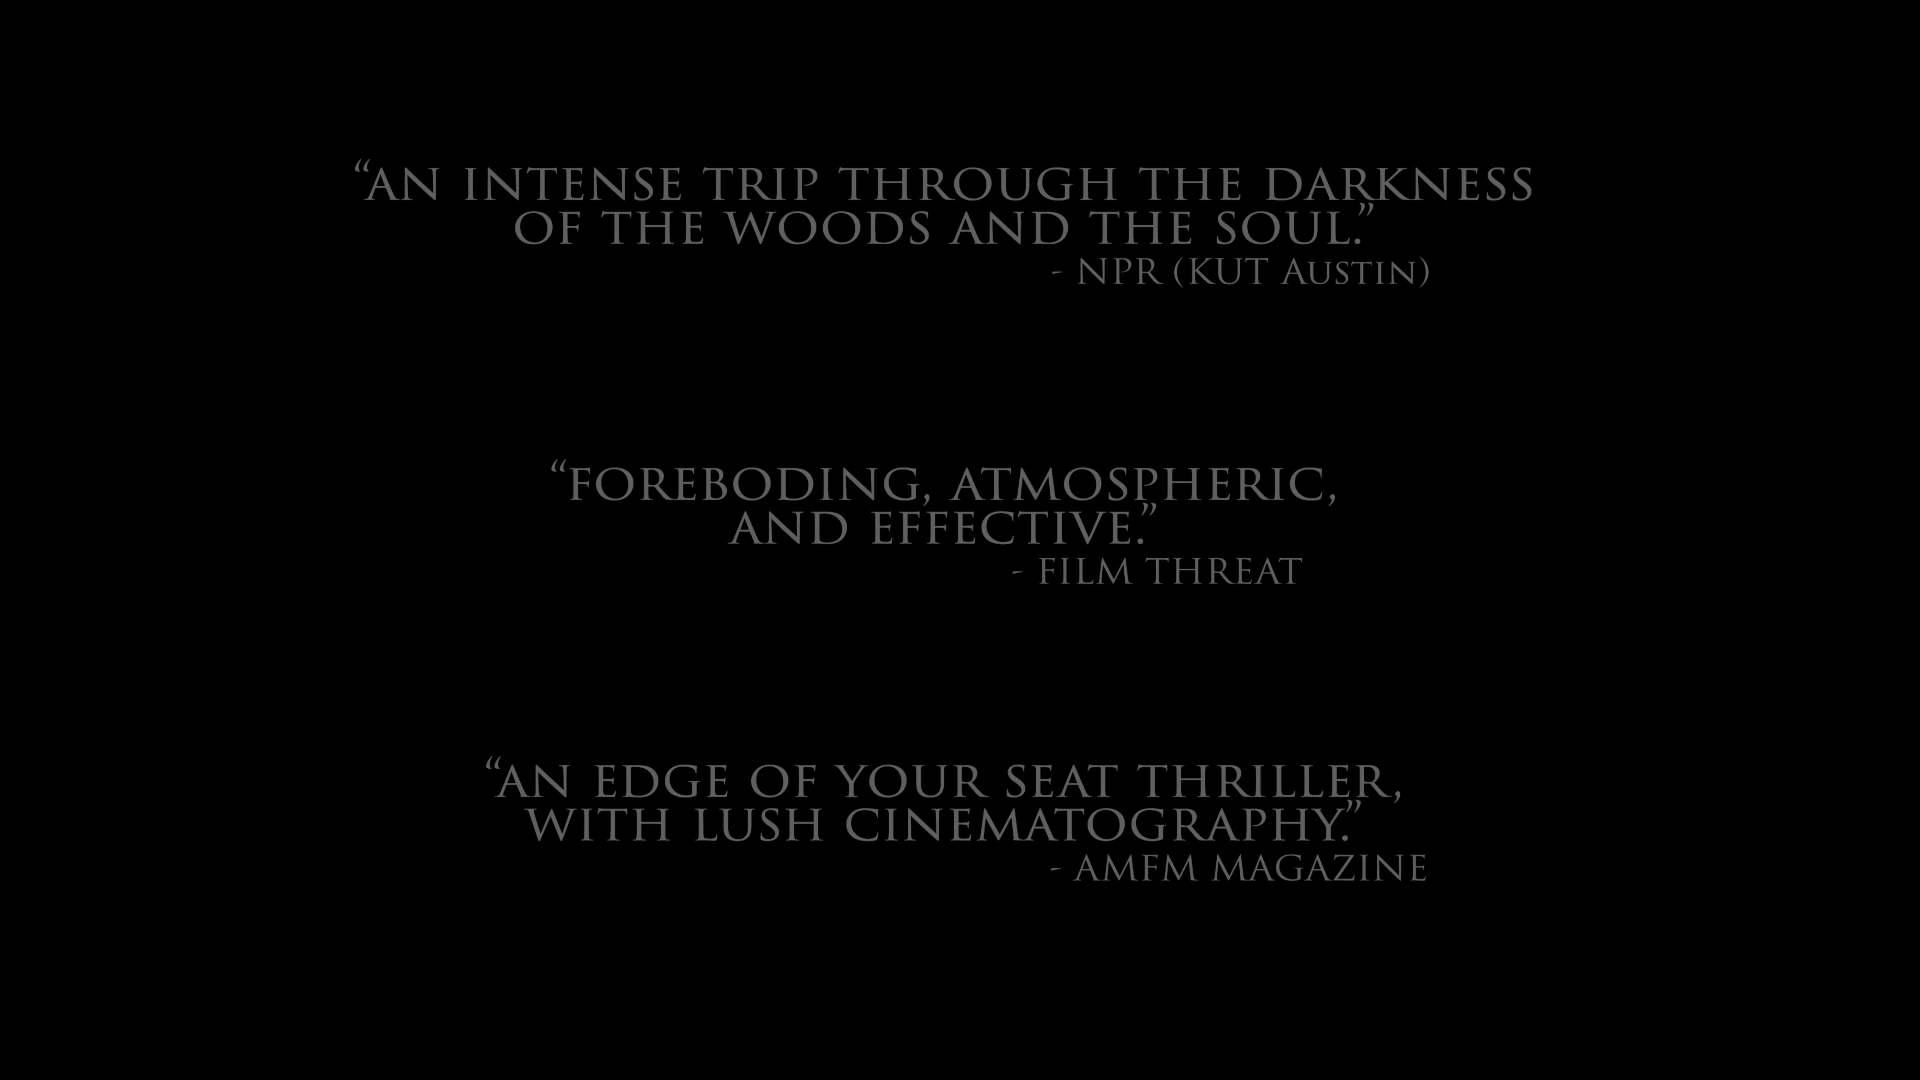 “AN INTENSE TRIP THROUGH THE DARKNESS
OF THE WOODS AND THE SOUL.”
- NPR (KUT AUSTIN)
“FOREBODING, ATMOSPHERIC,
AND EFFECTIVE.”
- FILM THREAT
“AN EDGE OF YOUR SEAT THRILLER,
WITH LUSH CINEMATOGRAPHY.”
- AMFM MAGAZINE